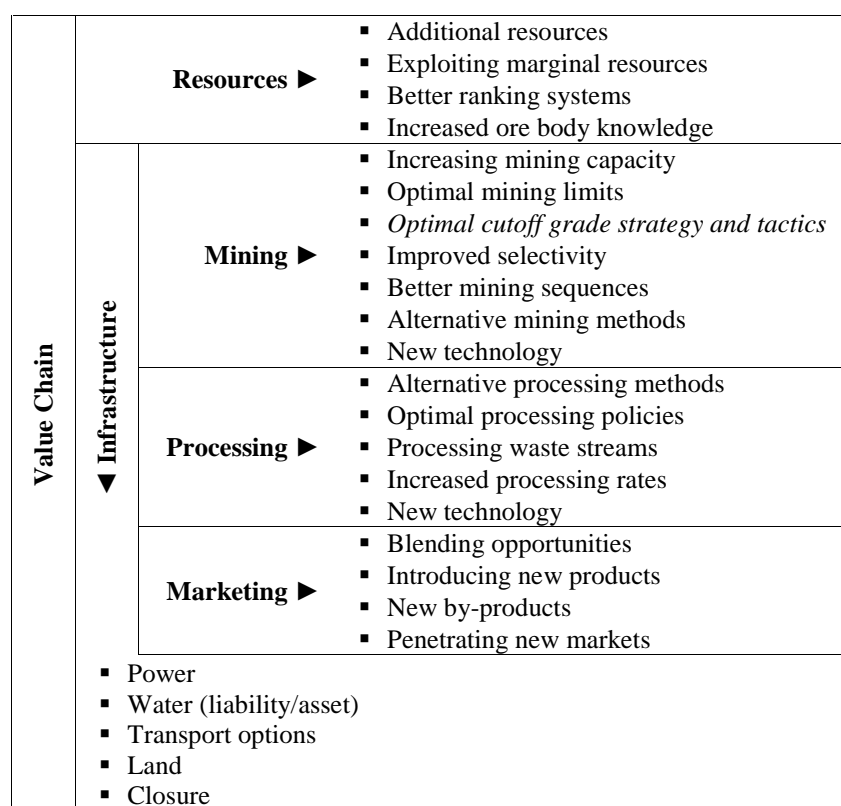 Value Chain
Resources ►
▪ Additional resources
▪ Exploiting marginal resources
▪ Better ranking systems
▪ Increased ore body knowledge
◄ Infrastructure
Mining ►
▪ Increasing mining capacity
▪ Optimal mining limits
▪ Optimal cutoff grade strategy and tactics
▪ Improved selectivity
▪ Better mining sequences
▪ Alternative mining methods
▪ New technology
Processing ►
▪ Alternative processing methods
▪ Optimal processing policies
▪ Processing waste streams
▪ Increased processing rates
▪ New technology
Marketing ►
▪ Blending opportunities
▪ Introducing new products
▪ New by-products
▪ Penetrating new markets
▪ Power
▪ Water (liability/asset)
▪ Transport options
▪ Land
▪ Closure